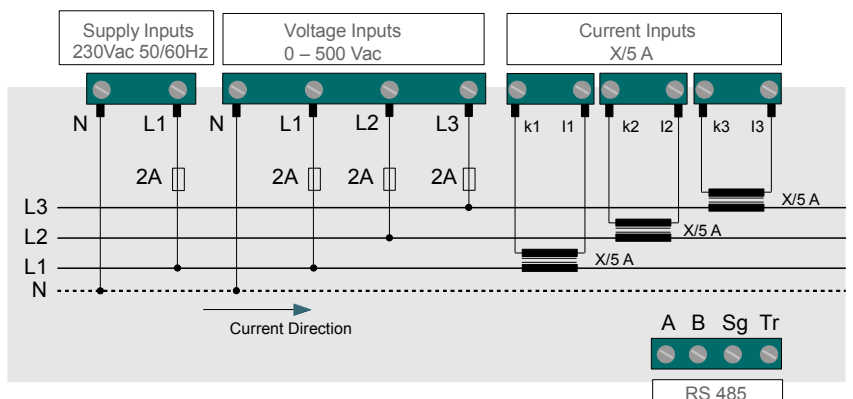 Supply Inputs
230Vac 50/60Hz
Voltage Inputs
0 – 500 Vac
Current Inputs
X/5 A
N L1 N L1 L2 L3 k1 l1 k2 l2 k3 l3
2A 2A 2A 2A
L3 X/5 A
L2 X/5 A
L1 X/5 A
N
Current Direction
A B Sg Tr
RS 485